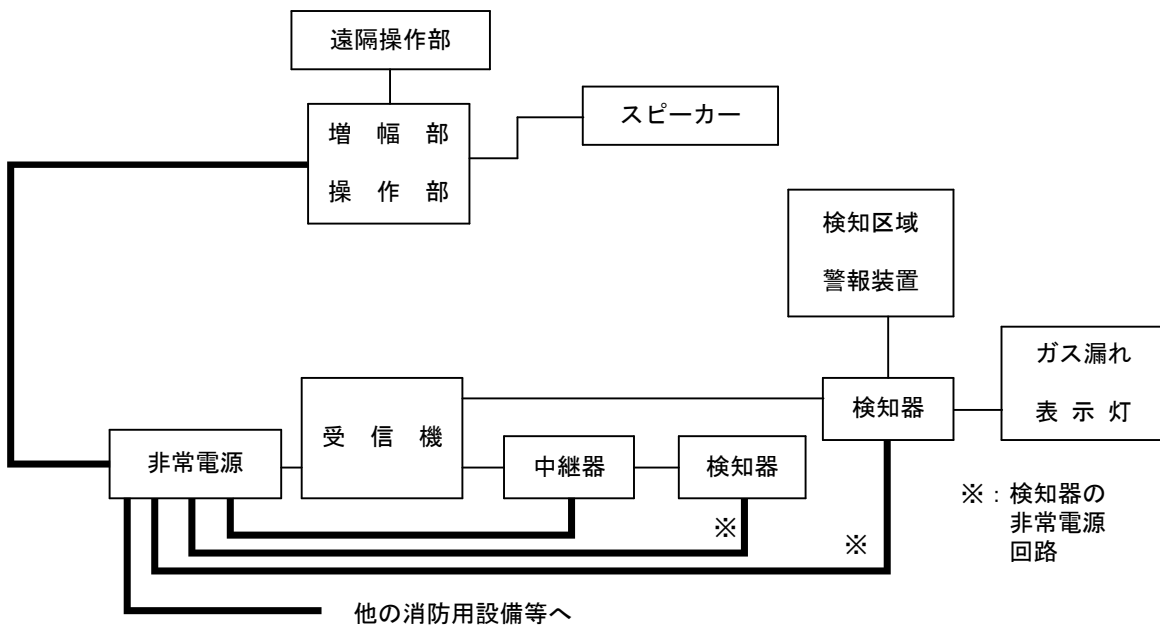 遠隔操作部
スピーカー
増 幅 部
操 作 部
検知区域
警報装置
ガス漏れ
表 示 灯
検知器
受 信 機
非常電源
中継器
検知器
※：検知器の
非常電源
回路
※
※
他の消防用設備等へ